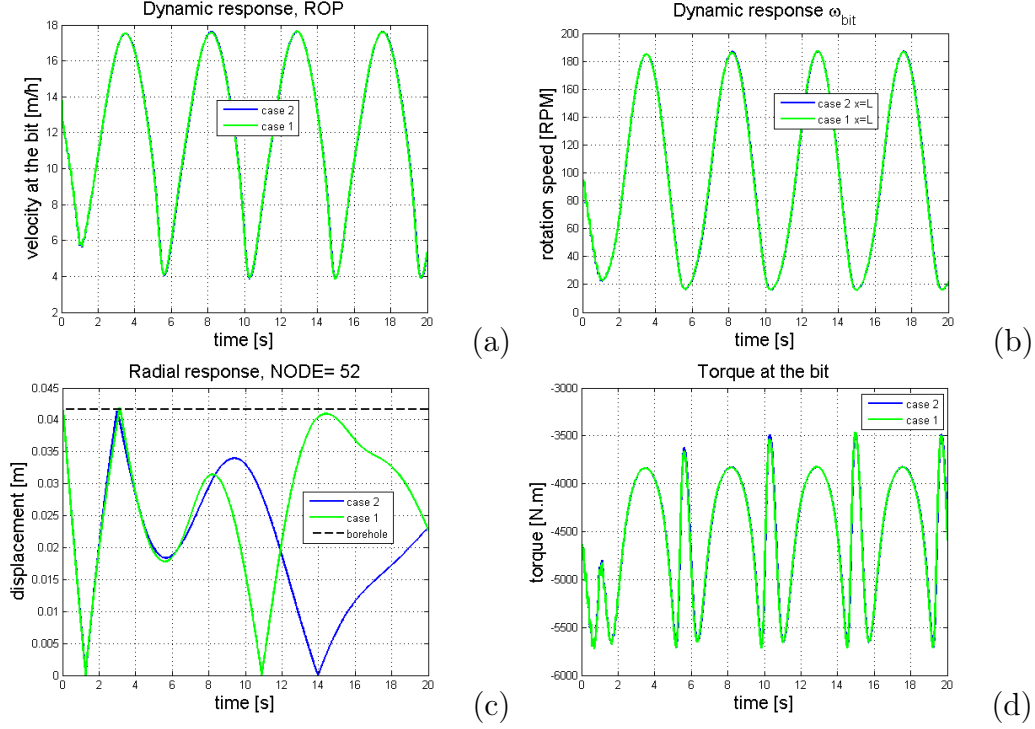 Dynamic response, ROP
velocity at the bit [m/h]
18
16
14
12
10
8
6
4
2
case 2
case 1
0 2 4 6 8 10 12 14 16 18 20
time [s]
(a)
Dynamic response ω_bit
rotation speed [RPM]
200
180
160
140
120
100
80
60
40
20
0
case 2 x=L
case 1 x=L
0 2 4 6 8 10 12 14 16 18 20
time [s]
(b)
Radial response, NODE= 52
displacement [m]
0.045
0.04
0.035
0.03
0.025
0.02
0.015
0.01
0.005
0
case 2
case 1
borehole
0 2 4 6 8 10 12 14 16 18 20
time [s]
(c)
Torque at the bit
torque [N.m]
-3000
-3500
-4000
-4500
-5000
-5500
-6000
case 2
case 1
0 2 4 6 8 10 12 14 16 18 20
time [s]
(d)